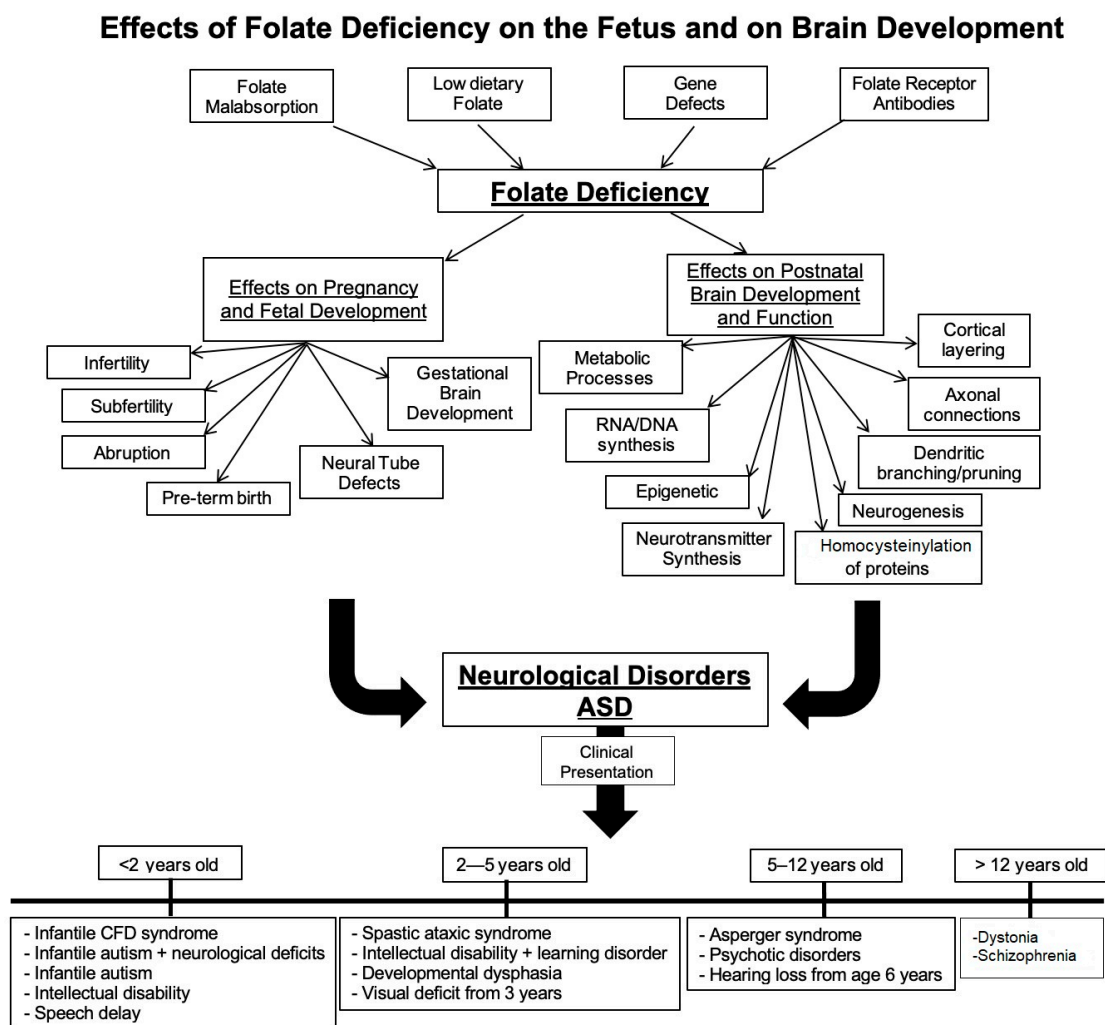 Effects of Folate Deficiency on the Fetus and on Brain Development
Folate
Malabsorption
Low dietary
Folate
Gene
Defects
Folate Receptor
Antibodies
Folate Deficiency
Effects on Pregnancy
and Fetal Development
Effects on Postnatal
Brain Development
and Function
Infertility
Subfertility
Abruption
Pre-term birth
Neural Tube
Defects
Gestational
Brain
Development
Metabolic
Processes
RNA/DNA
synthesis
Epigenetic
Neurotransmitter
Synthesis
Homocysteinylation
of proteins
Neurogenesis
Dendritic
branching/pruning
Axonal
connections
Cortical
layering
Neurological Disorders
ASD
Clinical
Presentation
<2 years old
- Infantile CFD syndrome
- Infantile autism + neurological deficits
- Infantile autism
- Intellectual disability
- Speech delay
2—5 years old
- Spastic ataxic syndrome
- Intellectual disability + learning disorder
- Developmental dysphasia
- Visual deficit from 3 years
5–12 years old
- Asperger syndrome
- Psychotic disorders
- Hearing loss from age 6 years
> 12 years old
-Dystonia
-Schizophrenia